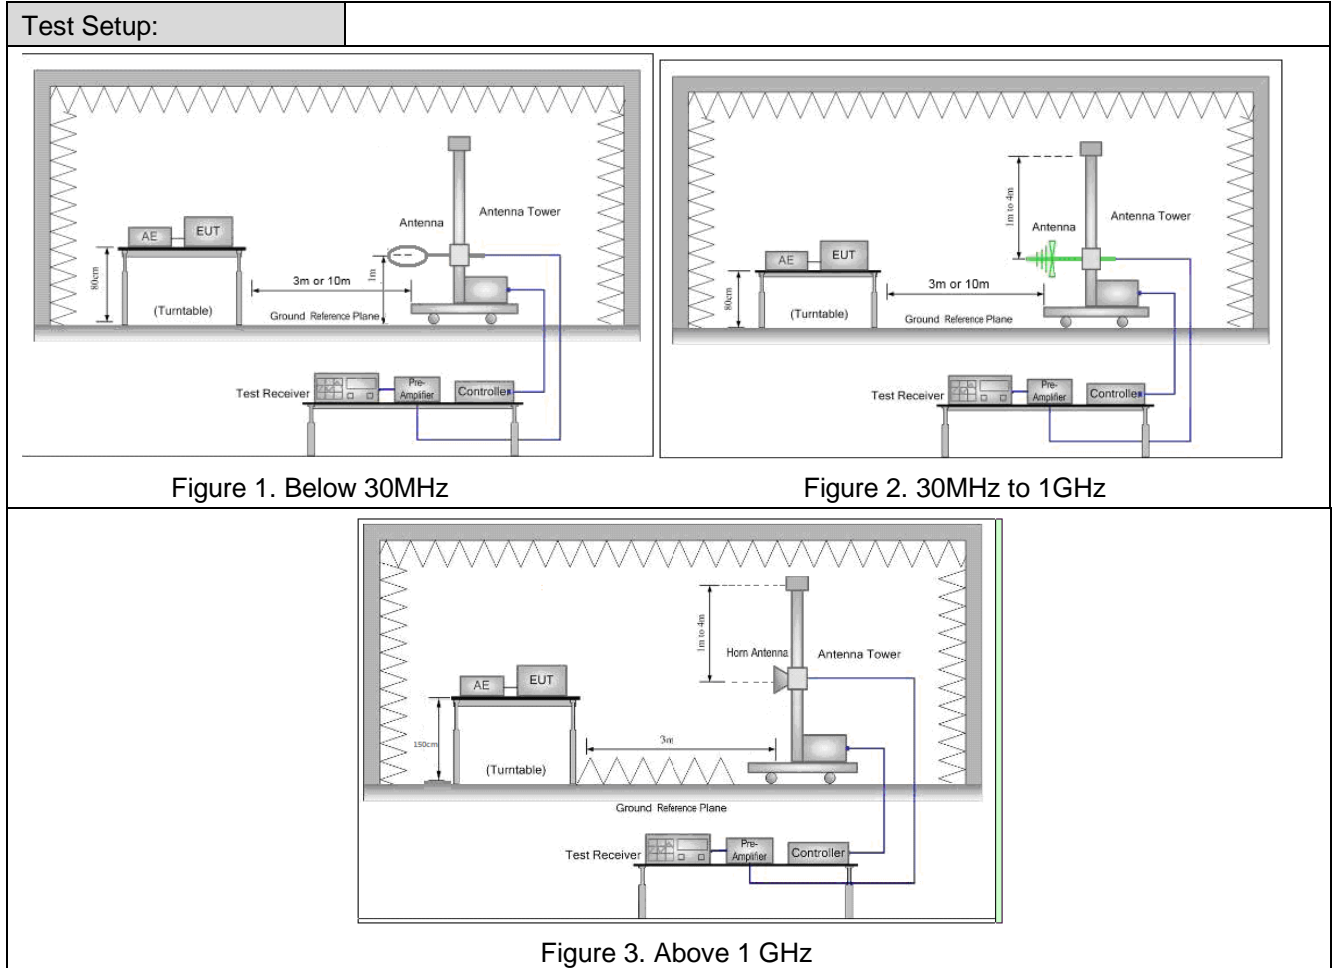 Test Setup:
Antenna
Antenna Tower
AE
EUT
80cm
3m or 10m
1m
(Turntable)
Ground Reference Plane
Test Receiver
Pre-
Amplifier
Controller
Figure 1. Below 30MHz
1m to 4m
Antenna
Antenna Tower
AE
EUT
80cm
3m or 10m
(Turntable)
Ground Reference Plane
Test Receiver
Pre-
Amplifier
Controller
Figure 2. 30MHz to 1GHz
1m to 4m
Horn Antenna
Antenna Tower
AE
EUT
150cm
3m
(Turntable)
Ground Reference Plane
Test Receiver
Pre-
Amplifier
Controller
Figure 3. Above 1 GHz